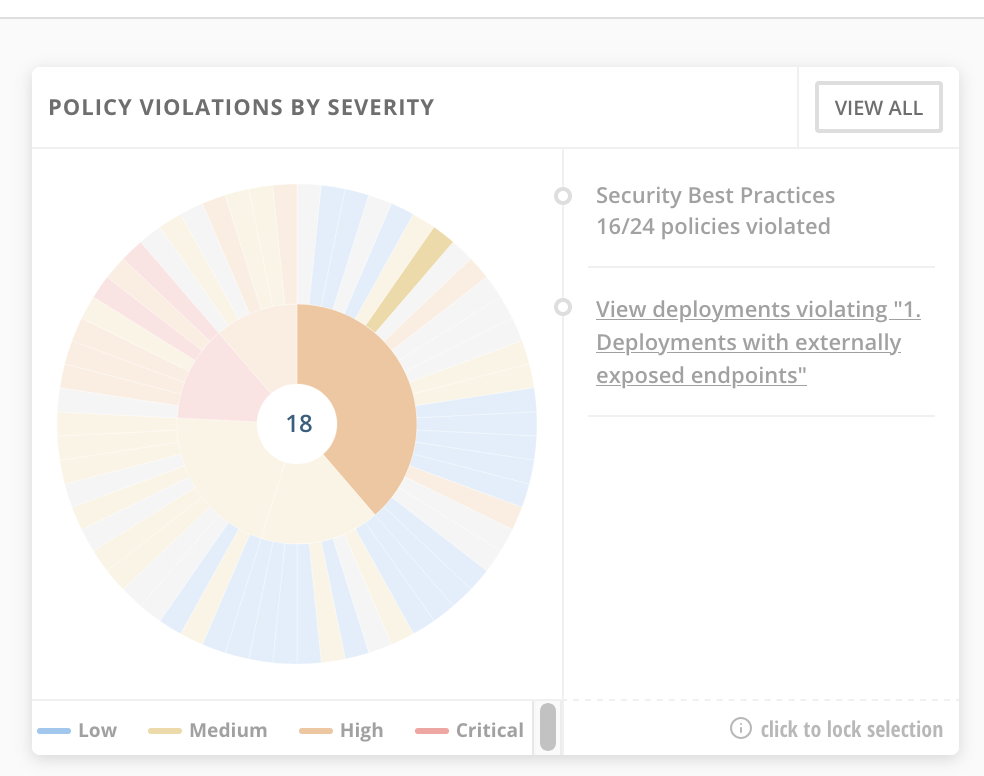 POLICY VIOLATIONS BY SEVERITY
VIEW ALL
Security Best Practices
16/24 policies violated
View deployments violating "1.
Deployments with externally
exposed endpoints"
18
Low
Medium
High
Critical
click to lock selection